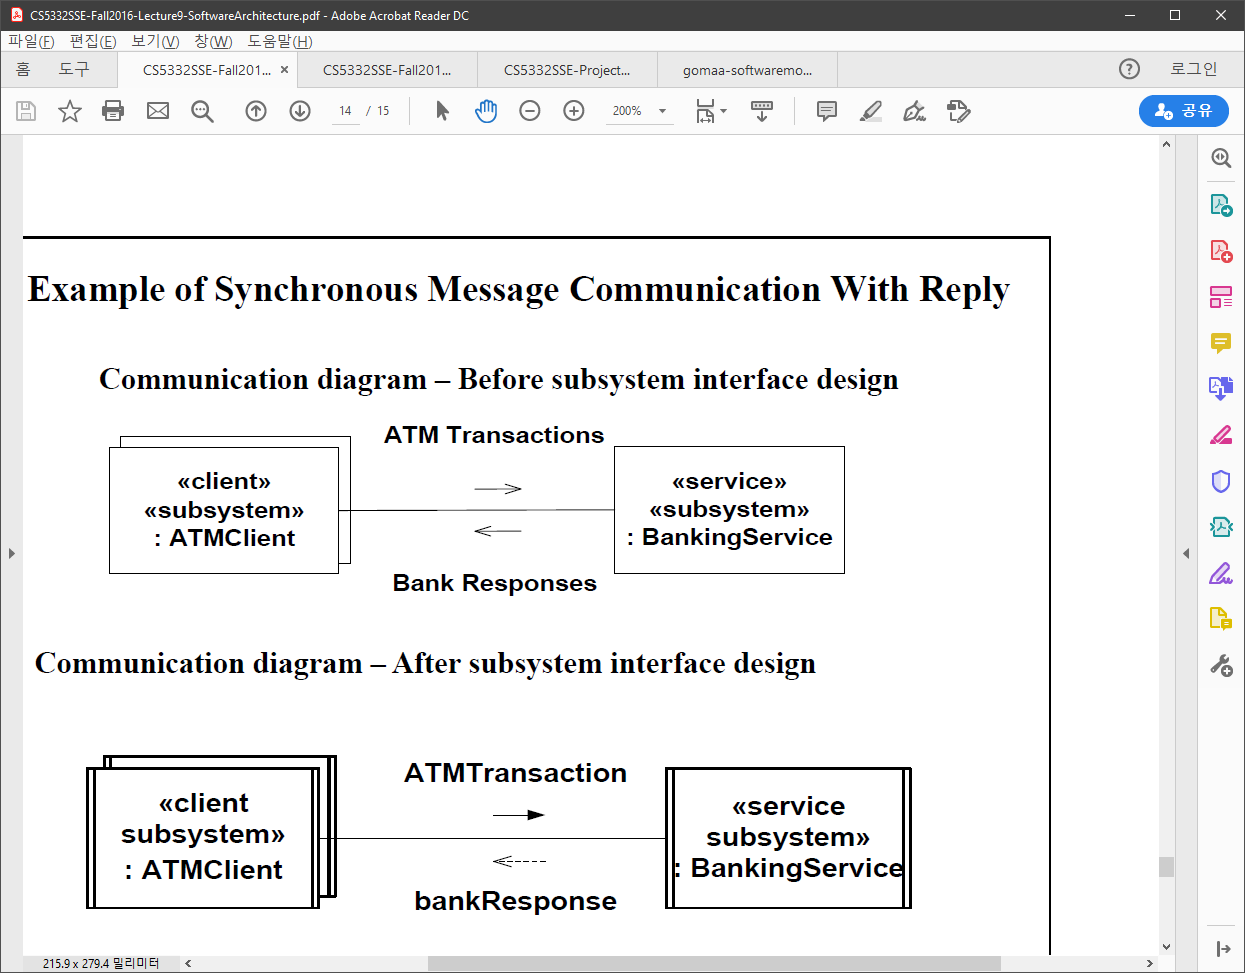 CS5332SSE-Fall2016-Lecture9-SoftwareArchitecture.pdf - Adobe Acrobat Reader DC
파일(F) 편집(E) 보기(V) 창(W) 도움말(H)
홈 도구 CS5332SSE-Fall201... × CS5332SSE-Fall201... CS5332SSE-Project... gomaa-softwaremo... 로그인
14 / 15 200% 공유
Example of Synchronous Message Communication With Reply
Communication diagram – Before subsystem interface design
ATM Transactions
«client»
«subsystem»
: ATMClient
«service»
«subsystem»
: BankingService
Bank Responses
Communication diagram – After subsystem interface design
ATMTransaction
«client
subsystem»
: ATMClient
«service
subsystem»
: BankingService
bankResponse
215.9 x 279.4 밀리미터